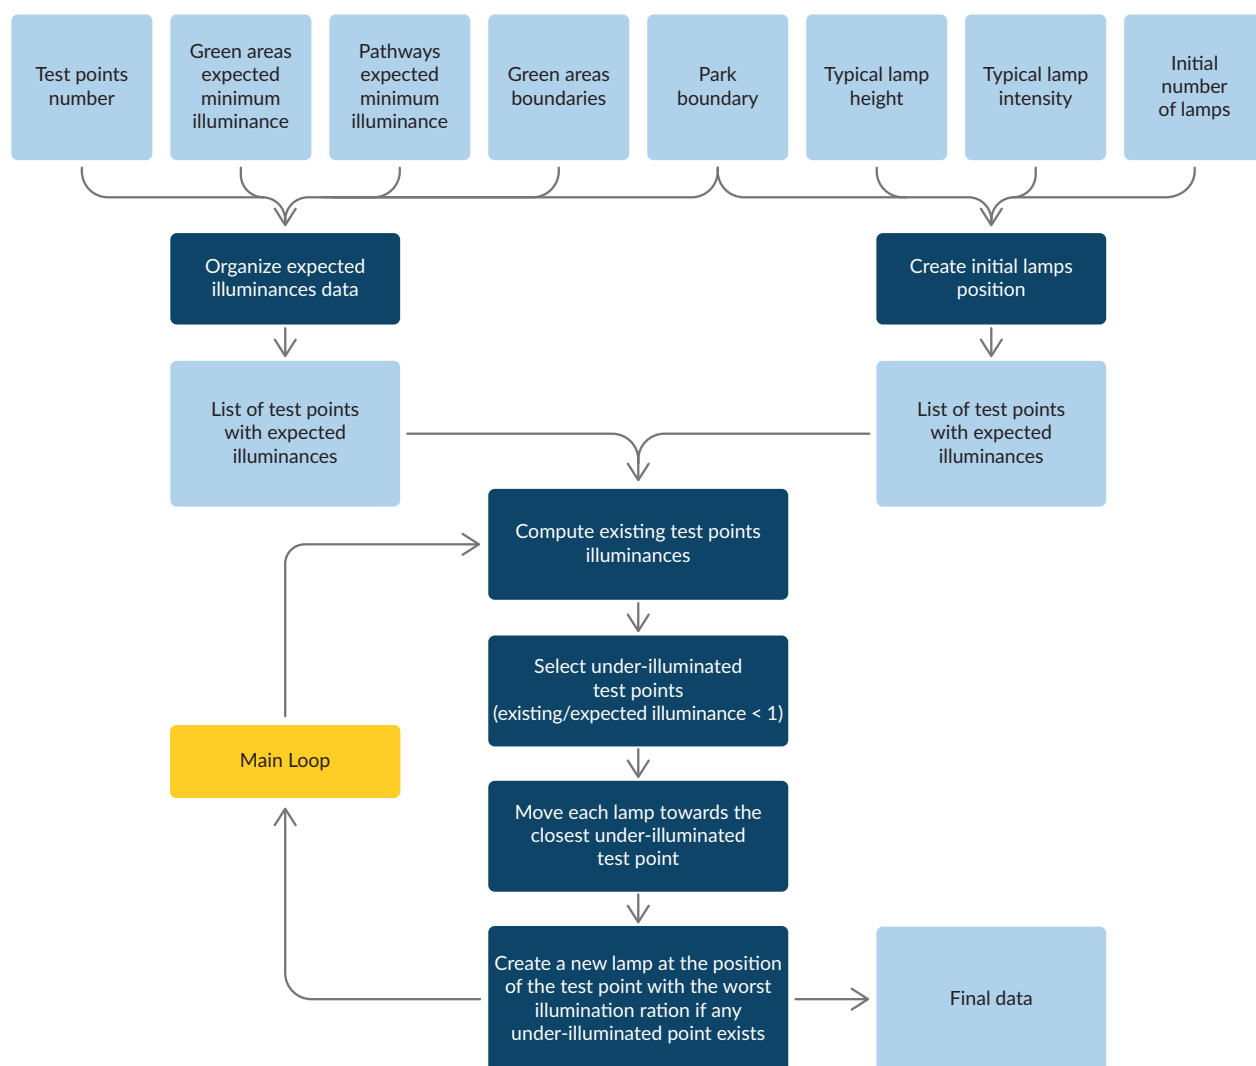 Test points
number
Green areas
expected
minimum
illuminance
Pathways
expected
minimum
illuminance
Green areas
boundaries
Park
boundary
Typical lamp
height
Typical lamp
intensity
Initial
number
of lamps
Organize expected
illuminances data
Create initial lamps
position
List of test points
with expected
illuminances
List of test points
with expected
illuminances
Compute existing test points
illuminances
Select under-illuminated
test points
(existing/expected illuminance < 1)
Main Loop
Move each lamp towards the
closest under-illuminated
test point
Create a new lamp at the position
of the test point with the worst
illumination ration if any
under-illuminated point exists
Final data